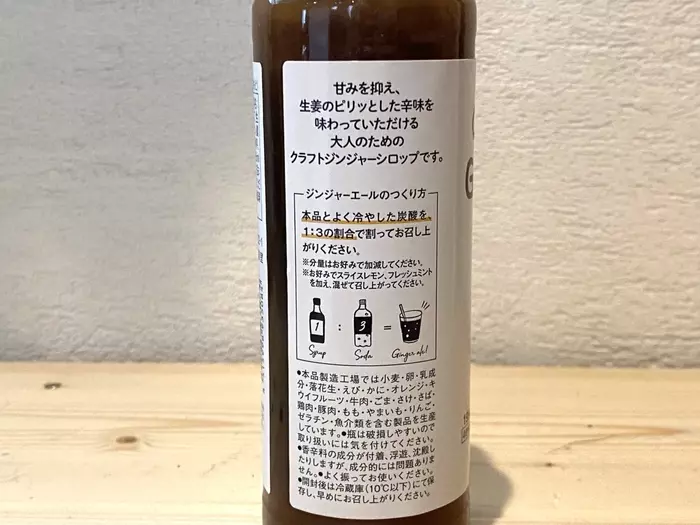 甘みを抑え、
生姜のピリッとした辛味を
味わっていただける
大人のための
クラフトジンジャーシロップです。
ジンジャーエールのつくり方
本品とよく冷やした炭酸を、
1:3の割合で割ってお召し上
がりください。
※分量はお好みで加減してください。
※お好みでスライスレモン、フレッシュミント
を加え、混ぜて召し上がってください。
1 : 3 =
Syrup Soda Ginger ale!
●本品製造工場では小麦・卵・乳成
分・落花生・えび・かに・オレンジ・キ
ウイフルーツ・牛肉・ごま・さけ・さば・
鶏肉・豚肉・もも・やまいも・りんご・
ゼラチン・魚介類を含む製品を生産
しています。●瓶は破損しやすいので
取り扱いには気を付けてください。
●香辛料の成分が付着、浮遊、沈殿し
たりしますが、成分的には問題ありま
せん。●よく振ってお使いください。
●開封後は冷蔵庫(10℃以下)にて保
存し、早めにお召し上がりください。